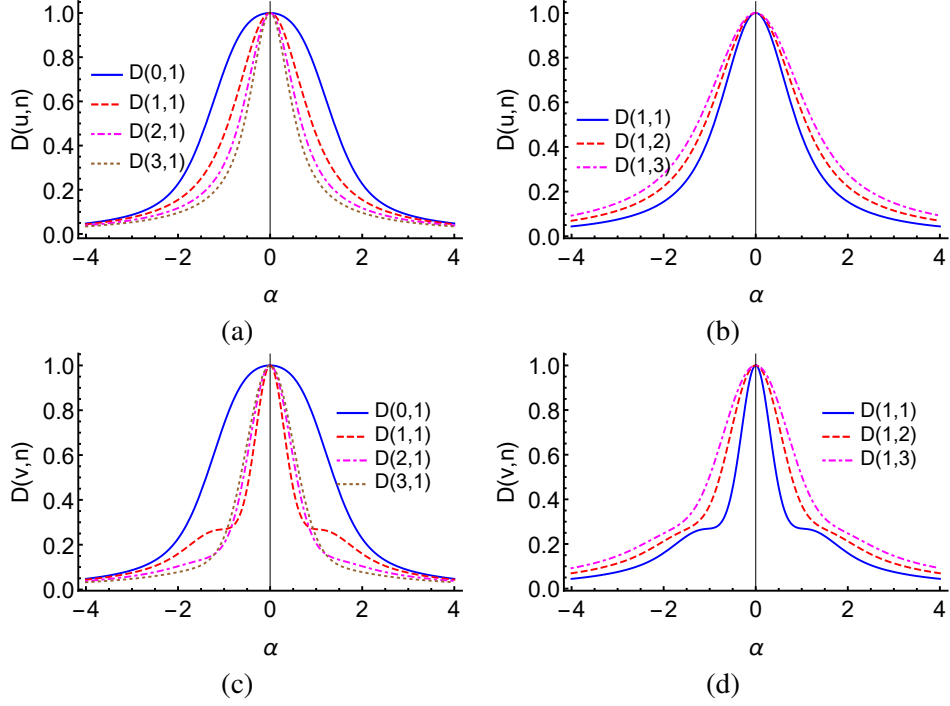 D(u,n)
1.0
0.8
0.6
0.4
0.2
0.0
D(0,1)
D(1,1)
D(2,1)
D(3,1)
−4 −2 0 2 4
α
(a)
D(u,n)
1.0
0.8
0.6
0.4
0.2
0.0
D(1,1)
D(1,2)
D(1,3)
−4 −2 0 2 4
α
(b)
D(v,n)
1.0
0.8
0.6
0.4
0.2
0.0
D(0,1)
D(1,1)
D(2,1)
D(3,1)
−4 −2 0 2 4
α
(c)
D(v,n)
1.0
0.8
0.6
0.4
0.2
0.0
D(1,1)
D(1,2)
D(1,3)
−4 −2 0 2 4
α
(d)